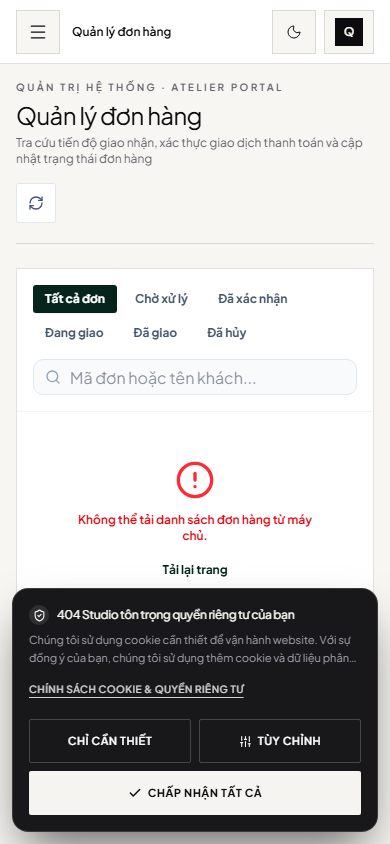 Quản lý đơn hàng
Q
QUẢN TRỊ HỆ THỐNG · ATELIER PORTAL
Quản lý đơn hàng
Tra cứu tiến độ giao nhận, xác thực giao dịch thanh toán và cập
nhật trạng thái đơn hàng
Tất cả đơn
Chờ xử lý
Đã xác nhận
Đang giao
Đã giao
Đã hủy
Mã đơn hoặc tên khách...
Không thể tải danh sách đơn hàng từ máy
chủ.
Tải lại trang
404 Studio tôn trọng quyền riêng tư của bạn
Chúng tôi sử dụng cookie cần thiết để vận hành website. Với sự
đồng ý của bạn, chúng tôi sử dụng thêm cookie và dữ liệu phân...
CHÍNH SÁCH COOKIE & QUYỀN RIÊNG TƯ
CHỈ CẦN THIẾT
TÙY CHỈNH
CHẤP NHẬN TẤT CẢ